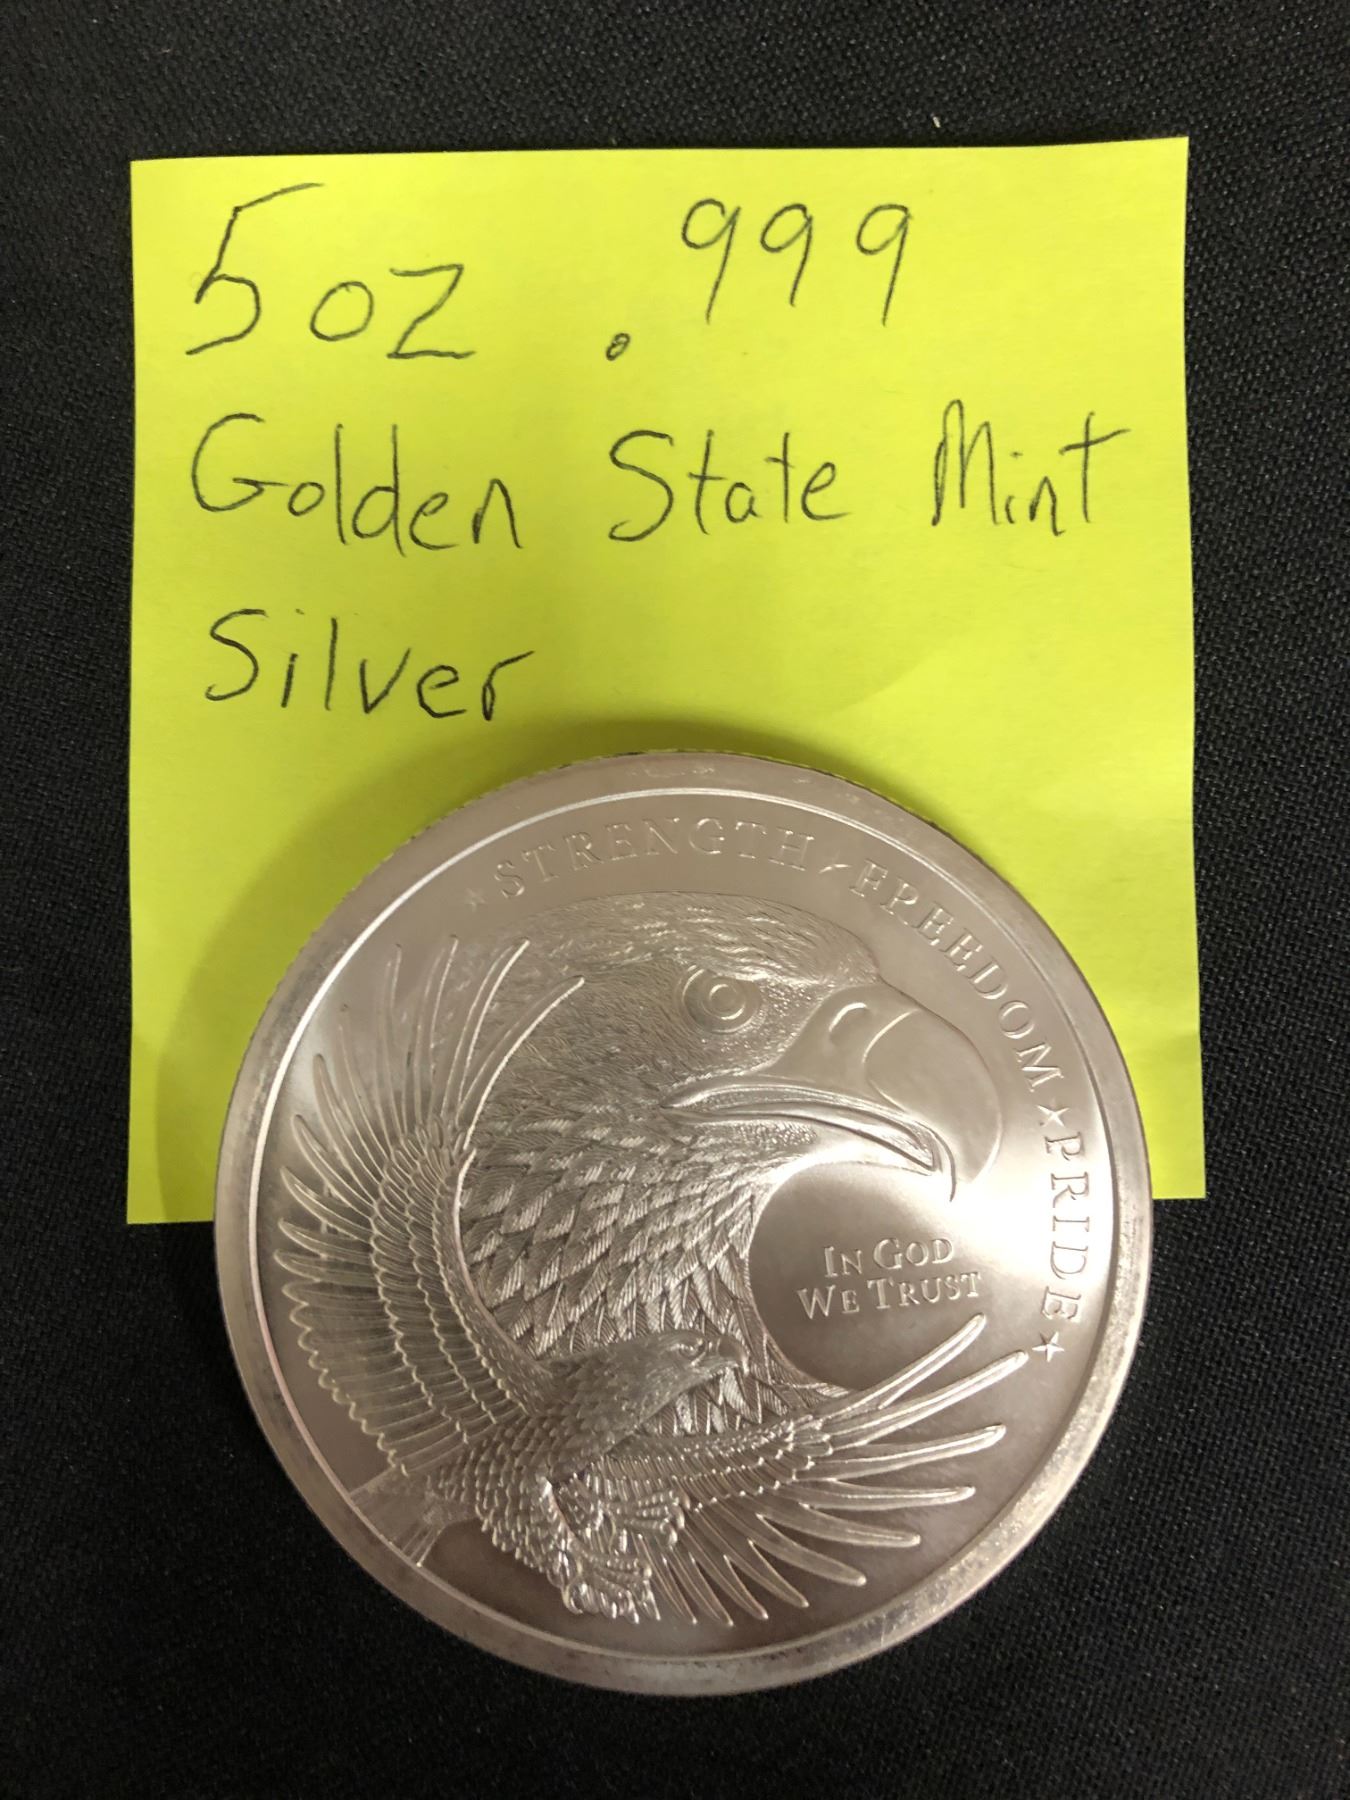 5oz .999
Golden State Mint
Silver
★ STRENGTH ★ FREEDOM ★ PRIDE ★
IN GOD
WE TRUST